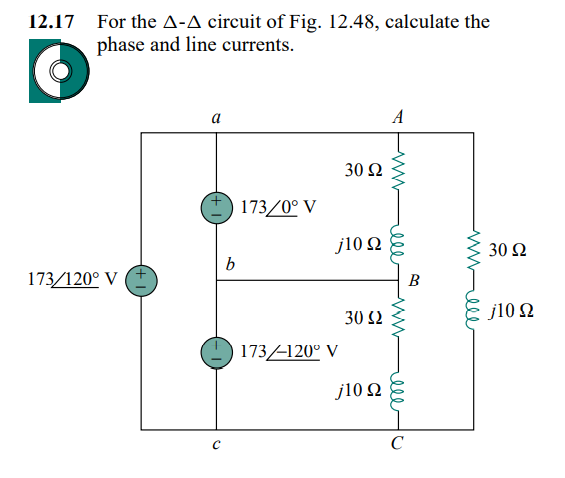 12.17 For the Δ-Δ circuit of Fig. 12.48, calculate the
phase and line currents.
a
A
30 Ω
+
−
173/0° V
j10 Ω
30 Ω
b
173/120° V
+
−
B
j10 Ω
30 Ω
+
−
173/−120° V
j10 Ω
c
C